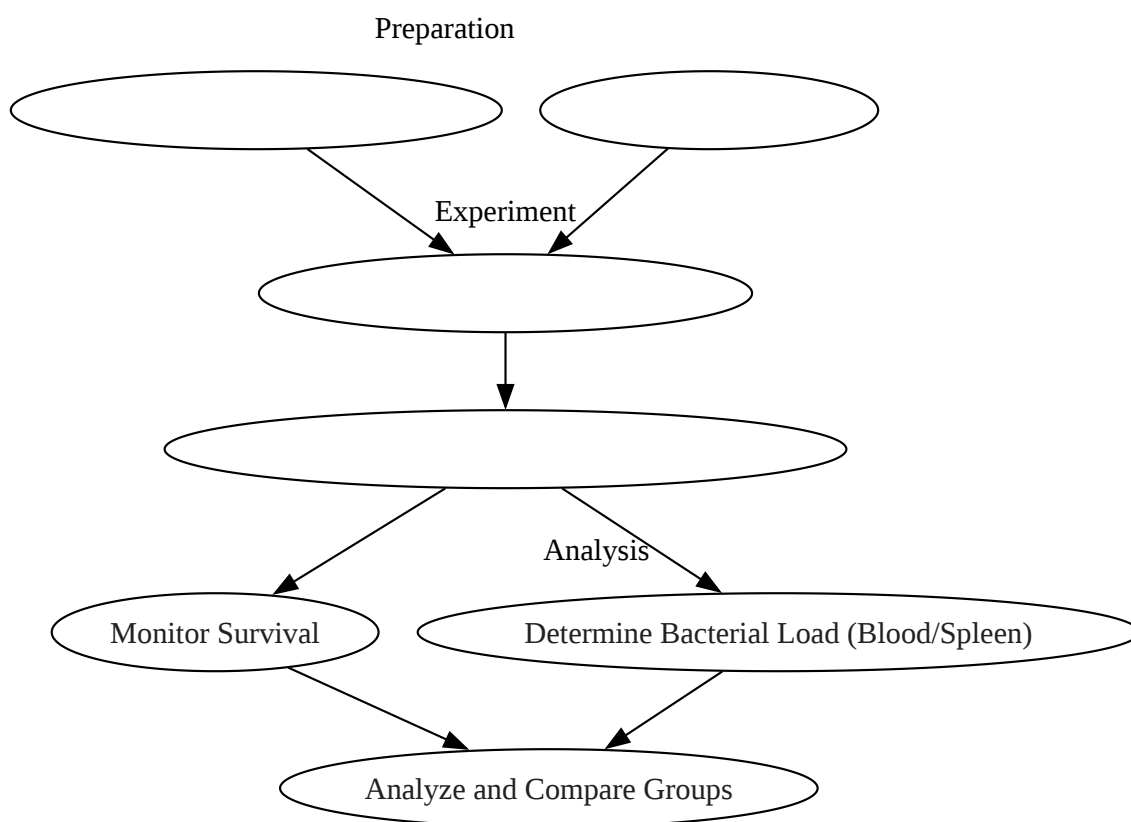 Preparation
Experiment
Analysis
Monitor Survival
Determine Bacterial Load (Blood/Spleen)
Analyze and Compare Groups